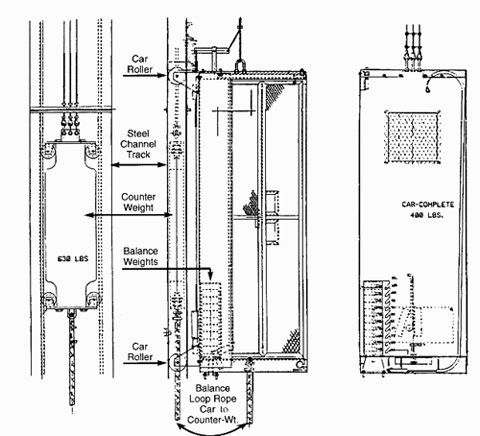 Car
Roller
Steel
Channel
Track
Counter
Weight
630 LBS
Balance
Weights
Car
Roller
Balance
Loop Rope
Car to
Counter-Wt.
CAR-COMPLETE
400 LBS.